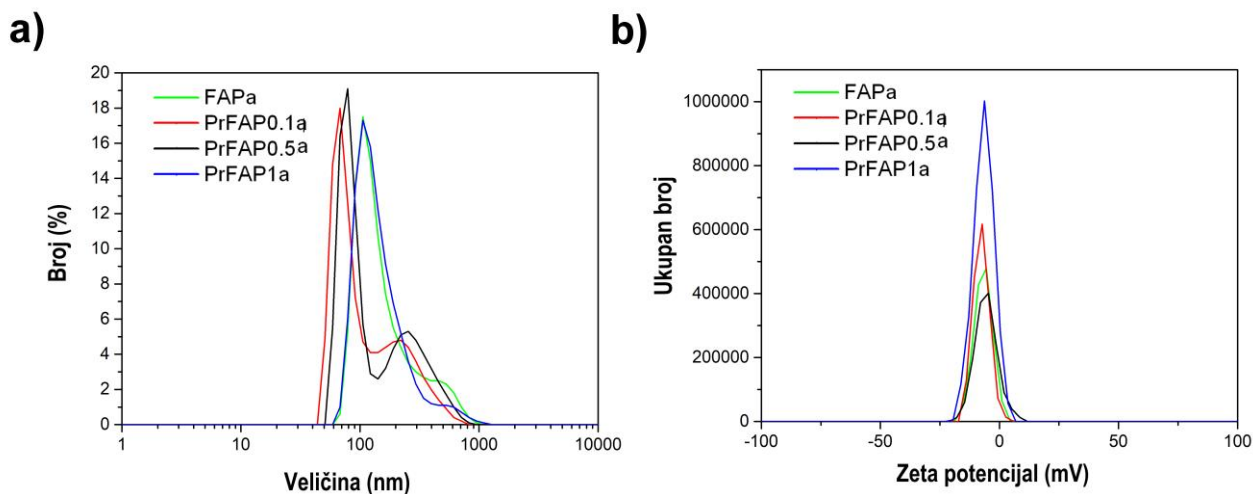 a)
Broj (%)
20
18
16
14
12
10
8
6
4
2
0
FAPa
PrFAP0.1a
PrFAP0.5a
PrFAP1a
1
10
100
1000
10000
Veličina (nm)
b)
Ukupan broj
1000000
800000
600000
400000
200000
0
FAPa
PrFAP0.1a
PrFAP0.5a
PrFAP1a
-100
-50
0
50
100
Zeta potencijal (mV)